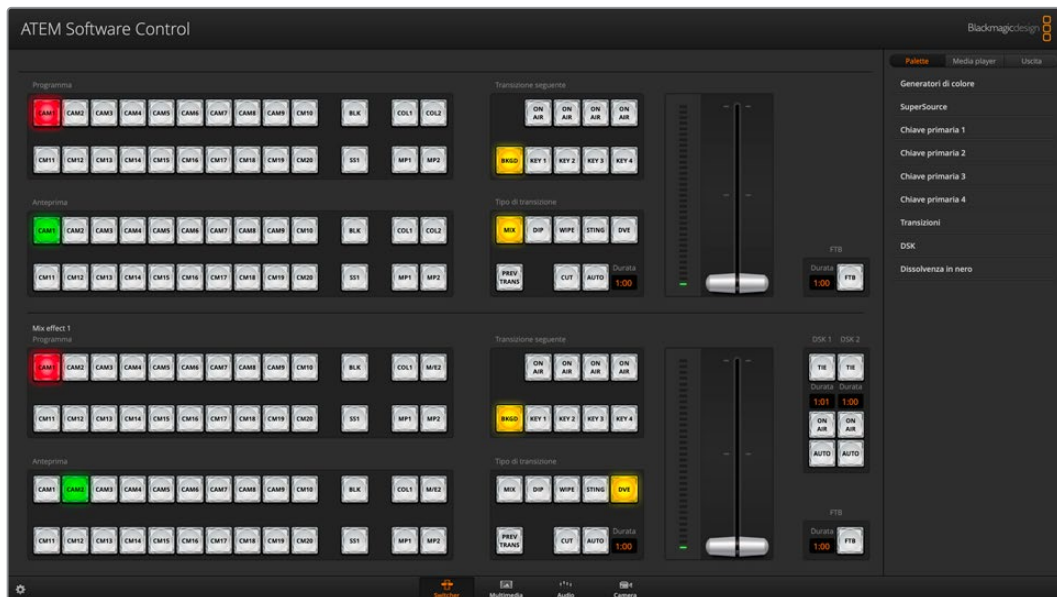 ATEM Software Control
Blackmagicdesign
Palette Media player Uscita
Generatori di colore
SuperSource
Chiave primaria 1
Chiave primaria 2
Chiave primaria 3
Chiave primaria 4
Transizioni
DSK
Dissolvenza in nero
Programma
CAM1 CAM2 CAM3 CAM4 CAM5 CAM6 CAM7 CAM8 CAM9 CM10 BLK COL1 COL2
CM11 CM12 CM13 CM14 CM15 CM16 CM17 CM18 CM19 CM20 SS1 MP1 MP2
Transizione seguente
ON AIR ON AIR ON AIR ON AIR
BKGD KEY 1 KEY 2 KEY 3 KEY 4
Anteprima
CAM1 CAM2 CAM3 CAM4 CAM5 CAM6 CAM7 CAM8 CAM9 CM10 BLK COL1 COL2
CM11 CM12 CM13 CM14 CM15 CM16 CM17 CM18 CM19 CM20 SS1 MP1 MP2
Tipo di transizione
MIX DIP WIPE STING DVE
PREV TRANS CUT AUTO Durata 1:00
FTB
Durata 1:00 FTB
Mix effect 1
Programma
CAM1 CAM2 CAM3 CAM4 CAM5 CAM6 CAM7 CAM8 CAM9 CM10 BLK COL1 M/E2
CM11 CM12 CM13 CM14 CM15 CM16 CM17 CM18 CM19 CM20 SS1 MP1 MP2
Transizione seguente
ON AIR ON AIR ON AIR ON AIR
BKGD KEY 1 KEY 2 KEY 3 KEY 4
DSK 1 DSK 2
TIE TIE
Durata Durata
1:01 1:00
ON AIR ON AIR
AUTO AUTO
Anteprima
CAM1 CAM2 CAM3 CAM4 CAM5 CAM6 CAM7 CAM8 CAM9 CM10 BLK COL1 M/E2
CM11 CM12 CM13 CM14 CM15 CM16 CM17 CM18 CM19 CM20 SS1 MP1 MP2
Tipo di transizione
MIX DIP WIPE STING DVE
PREV TRANS CUT AUTO Durata 1:00
FTB
Durata 1:00 FTB
Switcher Multimedia Audio Camera